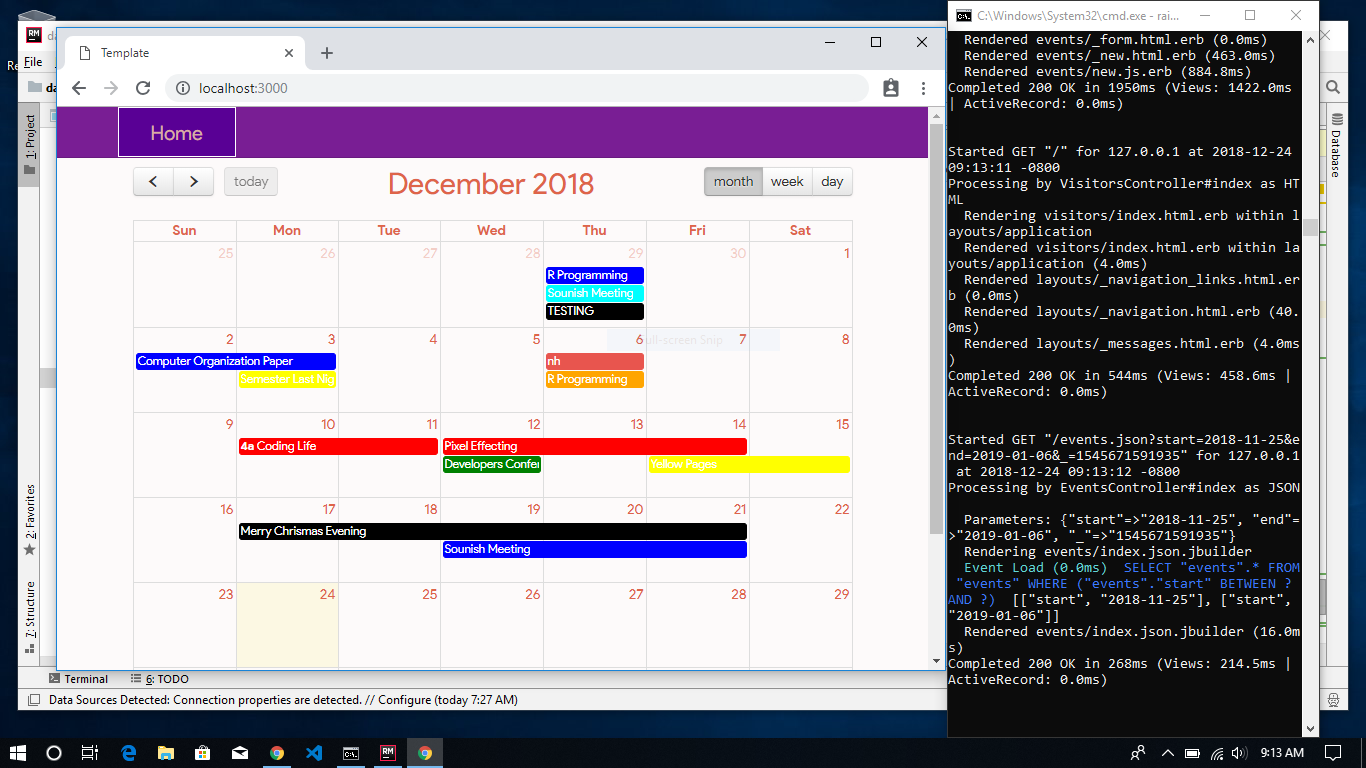 C:\Windows\System32\cmd.exe - rai...
Template
File
localhost:3000
Home
today
December 2018
month week day
Sun Mon Tue Wed Thu Fri Sat
25 26 27 28 29 30 1
R Programming
Sounish Meeting
TESTING
2 3 4 5 6 7 8
Full-screen Snip
Computer Organization Paper
nh
Semester Last Nig
R Programming
9 10 11 12 13 14 15
4a Coding Life
Pixel Effecting
Developers Confer
Yellow Pages
16 17 18 19 20 21 22
Merry Chrismas Evening
Sounish Meeting
23 24 25 26 27 28 29
1: Project
2: Favorites
7: Structure
Database
Terminal
6: TODO
Data Sources Detected: Connection properties are detected. // Configure (today 7:27 AM)
Rendered events/_form.html.erb (0.0ms)
Rendered events/_new.html.erb (463.0ms)
Rendered events/new.js.erb (884.8ms)
Completed 200 OK in 1950ms (Views: 1422.0ms
| ActiveRecord: 0.0ms)
Started GET "/" for 127.0.0.1 at 2018-12-24
09:13:11 -0800
Processing by VisitorsController#index as HT
ML
Rendering visitors/index.html.erb within l
ayouts/application
Rendered visitors/index.html.erb within la
youts/application (4.0ms)
Rendered layouts/_navigation_links.html.er
b (0.0ms)
Rendered layouts/_navigation.html.erb (40.
0ms)
Rendered layouts/_messages.html.erb (4.0ms
)
Completed 200 OK in 544ms (Views: 458.6ms |
ActiveRecord: 0.0ms)
Started GET "/events.json?start=2018-11-25&e
nd=2019-01-06&_=1545671591935" for 127.0.0.1
at 2018-12-24 09:13:12 -0800
Processing by EventsController#index as JSON
Parameters: {"start"=>"2018-11-25", "end"=
>"2019-01-06", "_"=>"1545671591935"}
Rendering events/index.json.jbuilder
Event Load (0.0ms) SELECT "events".* FROM
"events" WHERE ("events"."start" BETWEEN ?
AND ?) [["start", "2018-11-25"], ["start",
"2019-01-06"]]
Rendered events/index.json.jbuilder (16.0m
s)
Completed 200 OK in 268ms (Views: 214.5ms |
ActiveRecord: 0.0ms)
9:13 AM